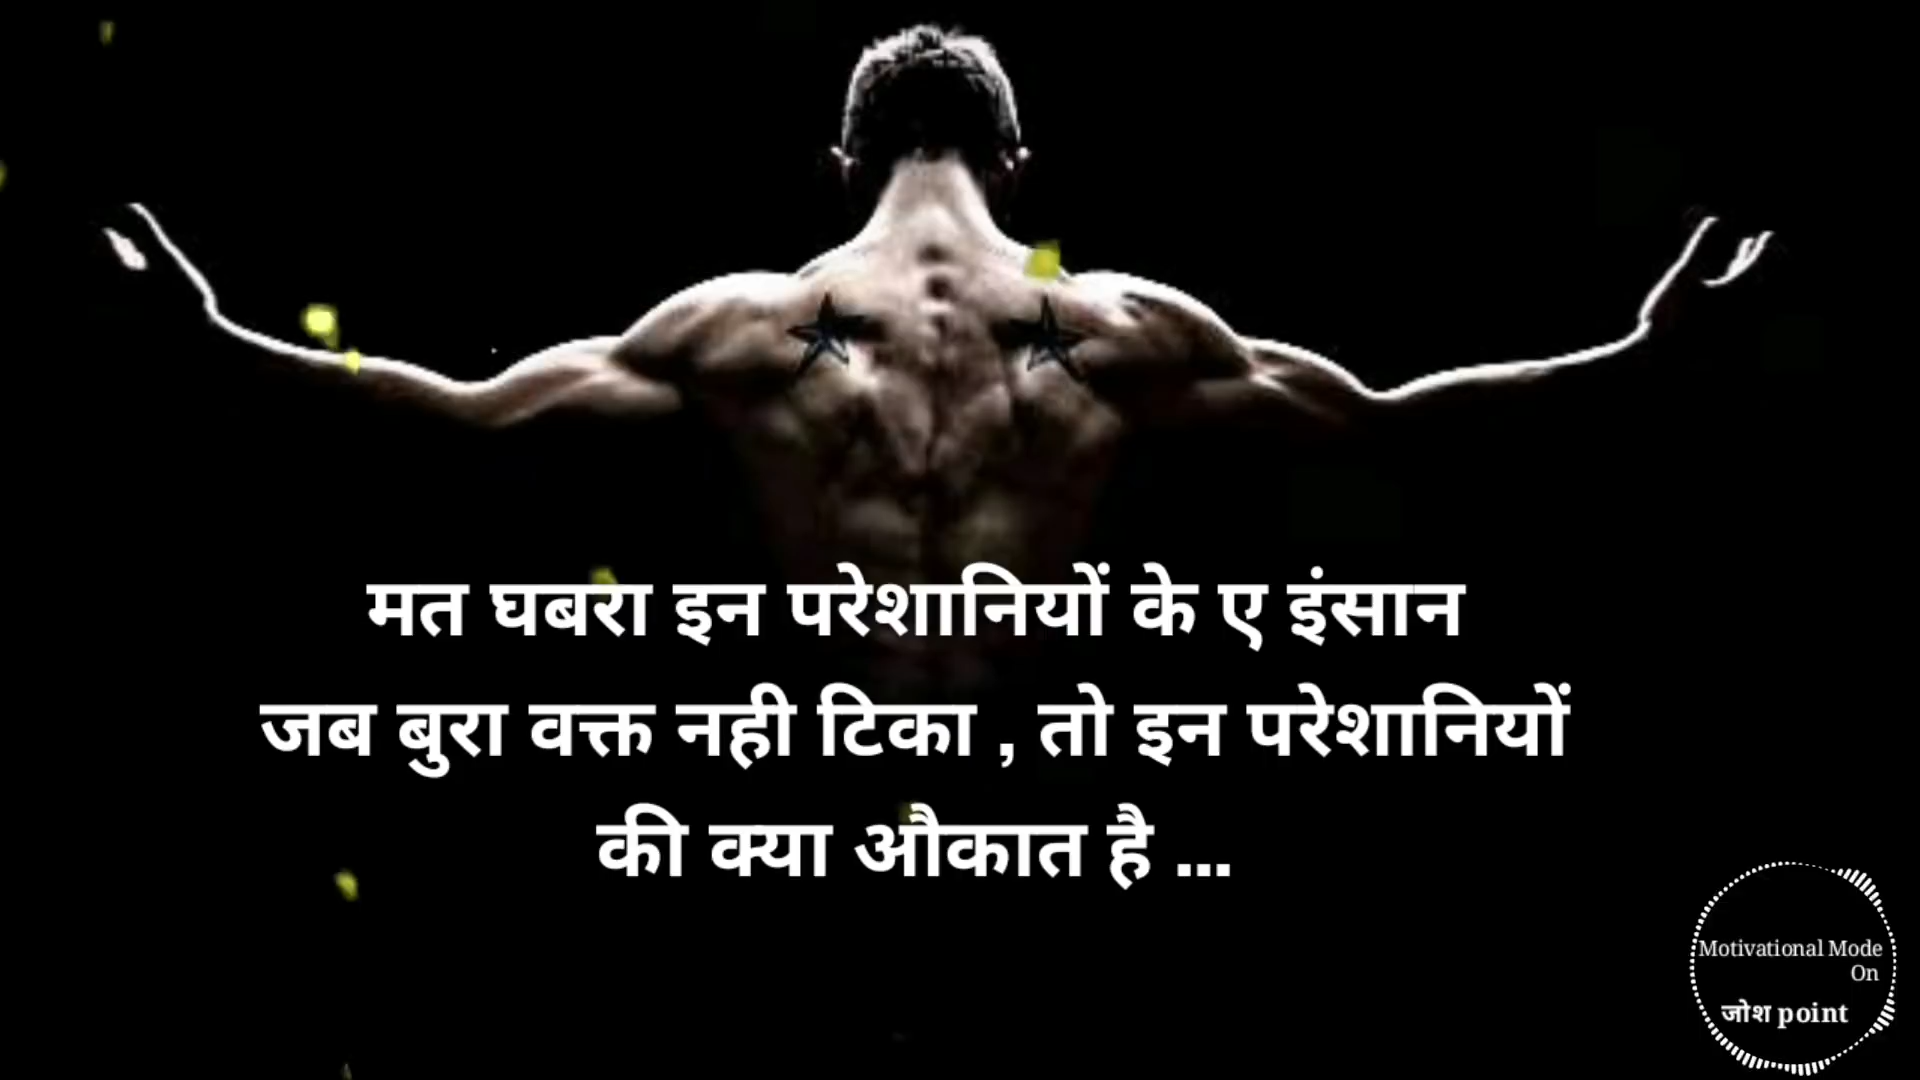 मत घबरा इन परेशानियों के ए इंसान
जब बुरा वक्त नही टिका , तो इन परेशानियों
की क्या औकात है ...
Motivational Mode
On
जोश point